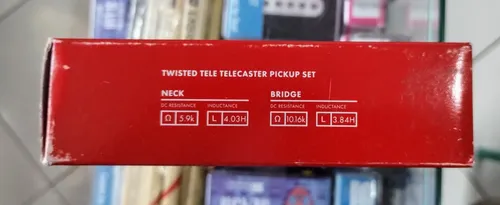 TWISTED TELE TELECASTER PICKUP SET
NECK
DC RESISTANCE INDUCTANCE
Ω 5.9k L 4.03H
BRIDGE
DC RESISTANCE INDUCTANCE
Ω 10.16k L 3.84H